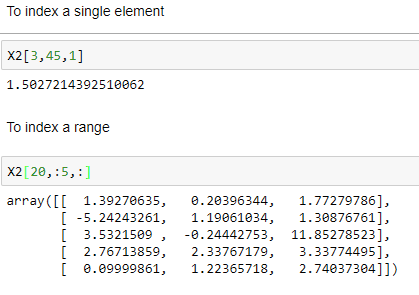 To index a single element
X2[3,45,1]
1.5027214392510062
To index a range
X2[20,:5,:]
array([[  1.39270635,   0.20396344,   1.77279786],
       [ -5.24243261,   1.19061034,   1.30876761],
       [  3.5321509 ,  -0.24442753,  11.85278523],
       [  2.76713859,   2.33767179,   3.33774495],
       [  0.09999861,   1.22365718,   2.74037304]])